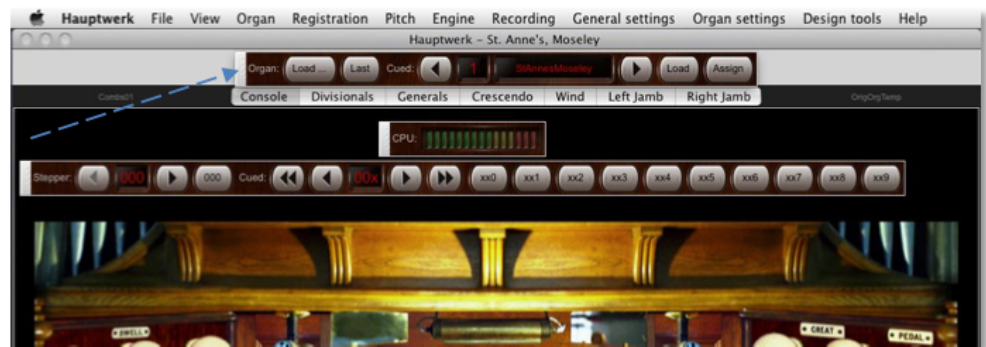 Hauptwerk File View Organ Registration Pitch Engine Recording General settings Organ settings Design tools Help
Hauptwerk – St. Anne's, Moseley
Organ: Load ... Last Cued: 1 StAnnesMoseley Load Assign
Combs01 Console Divisionals Generals Crescendo Wind Left Jamb Right Jamb OrigOrgTemp
CPU:
Stepper: 000 000 Cued: 00x xx0 xx1 xx2 xx3 xx4 xx5 xx6 xx7 xx8 xx9
SWELL GREAT PEDAL